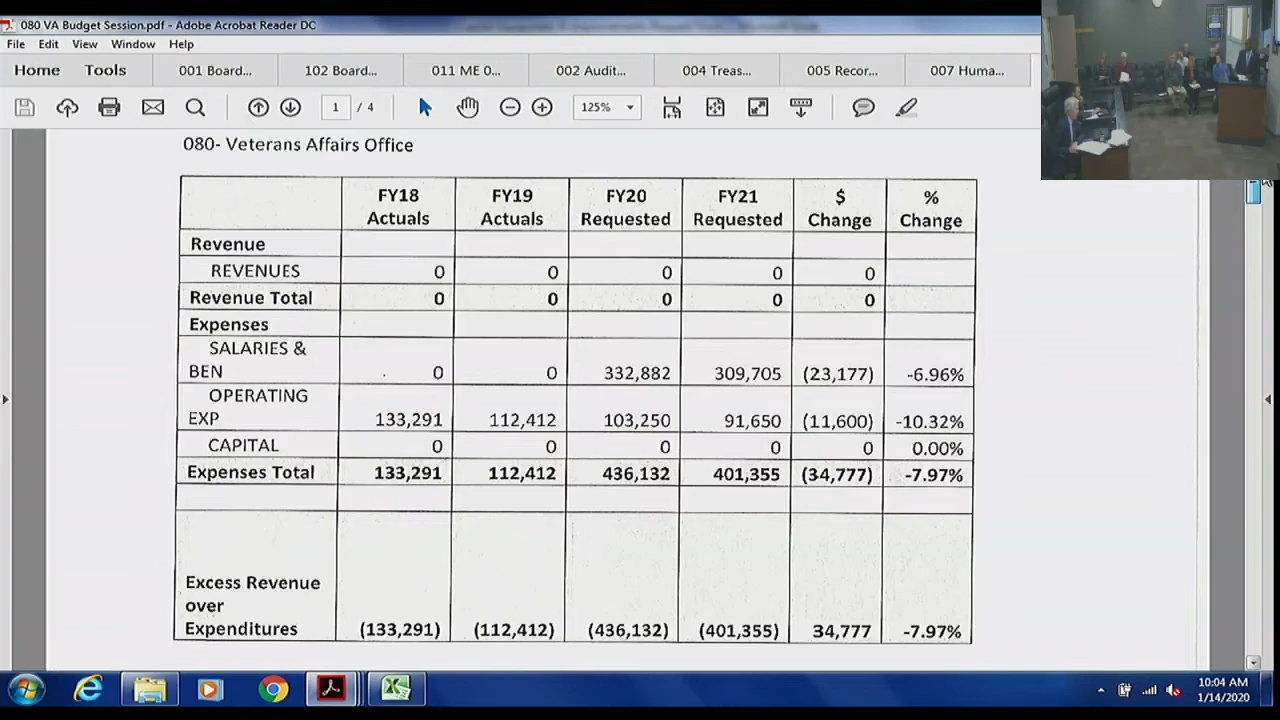 080 VA Budget Session.pdf - Adobe Acrobat Reader DC
File Edit View Window Help
Home Tools 001 Board... 102 Board... 011 ME 0... 002 Audit... 004 Treas... 005 Recor... 007 Huma...
1 / 4 125%
080- Veterans Affairs Office
FY18 Actuals FY19 Actuals FY20 Requested FY21 Requested $ Change % Change
Revenue
REVENUES 0 0 0 0 0
Revenue Total 0 0 0 0 0
Expenses
SALARIES &
BEN 0 0 332,882 309,705 (23,177) -6.96%
OPERATING
EXP 133,291 112,412 103,250 91,650 (11,600) -10.32%
CAPITAL 0 0 0 0 0 0.00%
Expenses Total 133,291 112,412 436,132 401,355 (34,777) -7.97%
Excess Revenue
over
Expenditures (133,291) (112,412) (436,132) (401,355) 34,777 -7.97%
10:04 AM
1/14/2020